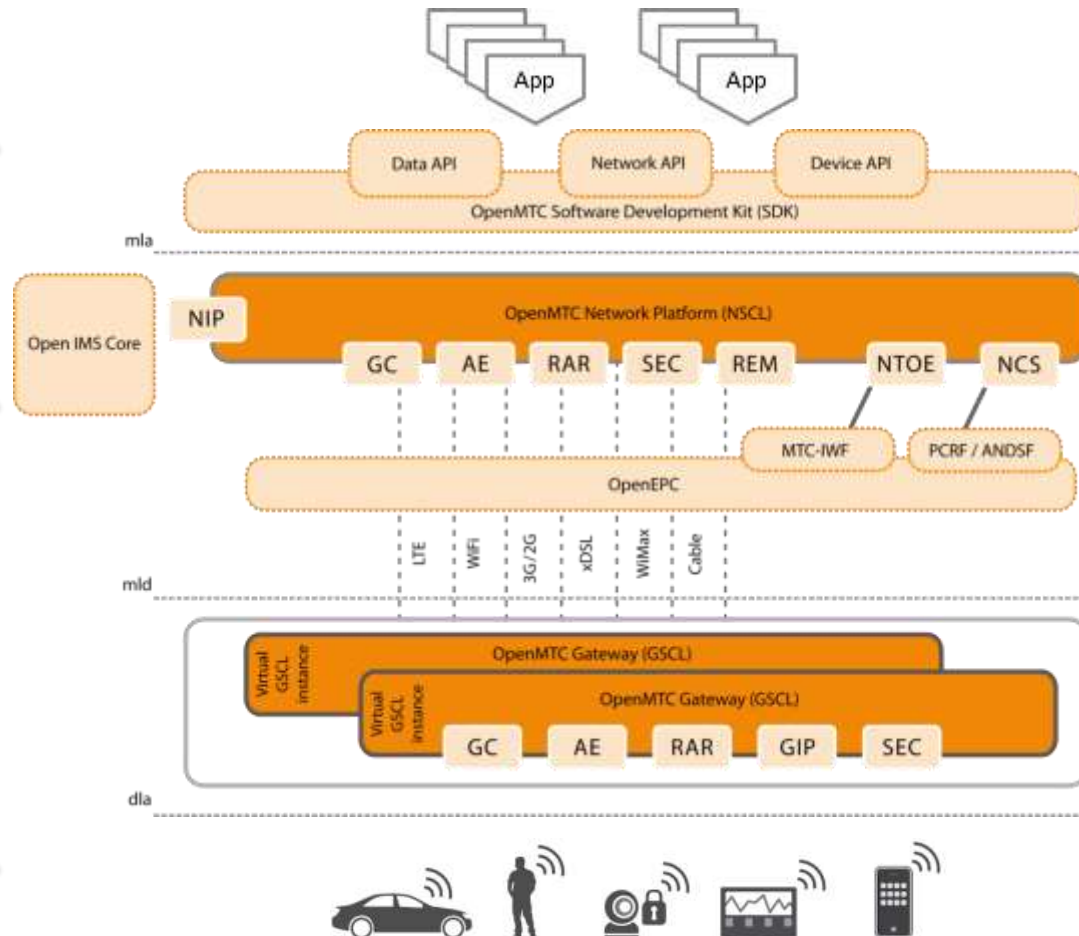 App
App
Data API
Network API
Device API
OpenMTC Software Development Kit (SDK)
mla
Open IMS Core
NIP
OpenMTC Network Platform (NSCL)
GC
AE
RAR
SEC
REM
NTOE
NCS
MTC-IWF
PCRF / ANDSF
OpenEPC
LTE
WiFi
3G/2G
xDSL
WiMax
Cable
mld
Virtual
GSCL
instance
OpenMTC Gateway (GSCL)
Virtual
GSCL
instance
OpenMTC Gateway (GSCL)
GC
AE
RAR
GIP
SEC
dla